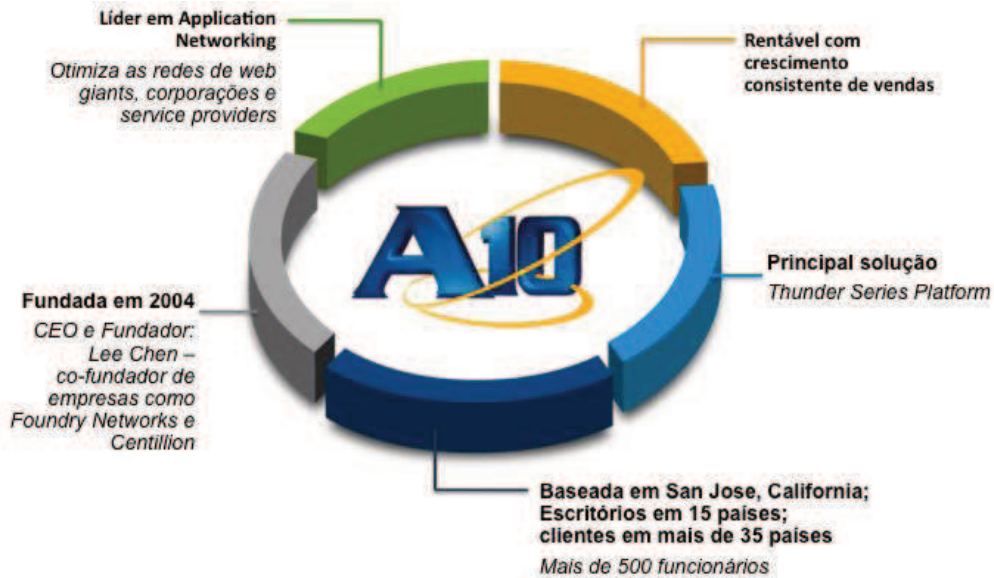 Líder em Application
Networking
Otimiza as redes de web
giants, corporações e
service providers
Rentável com
crescimento
consistente de vendas
A10
Principal solução
Thunder Series Platform
Fundada em 2004
CEO e Fundador:
Lee Chen –
co-fundador de
empresas como
Foundry Networks e
Centillion
Baseada em San Jose, California;
Escritórios em 15 países;
clientes em mais de 35 países
Mais de 500 funcionários